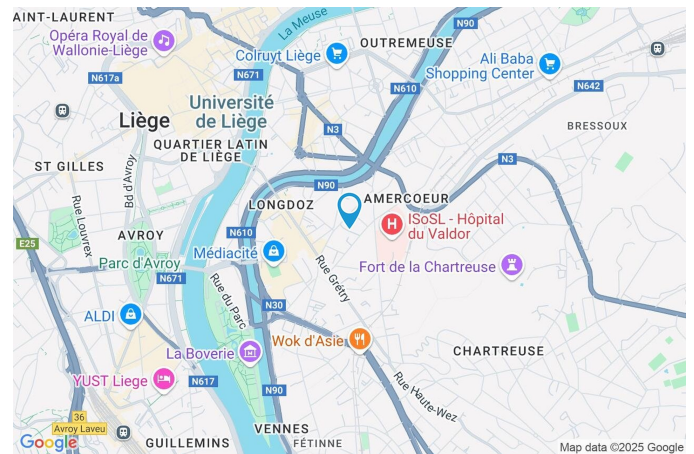 AINT-LAURENT
Opéra Royal de
Wallonie-Liège
N617a
N671
La Meuse
Colruyt Liège
OUTREMEUSE
N90
N610
Ali Baba
Shopping Center
N642
BRESSOUX
Université
de Liège
Liège
QUARTIER LATIN
DE LIÈGE
N3
N3
ST GILLES
Bd d'Avroy
Rue Louvrex
N90
AMERCOEUR
LONGDOZ
ISoSL - Hôpital
du Valdor
E25
AVROY
N610
Médiacité
Parc d'Avroy
N671
Rue Grétry
Fort de la Chartreuse
Rue du Parc
N30
ALDI
Wok d'Asie
La Boverie
CHARTREUSE
YUST Liege
N617
N90
Rue Haute-Wez
36
Avroy Laveu
VENNES
GUILLEMINS
FÉTINNE
Google
Map data ©2025 Google